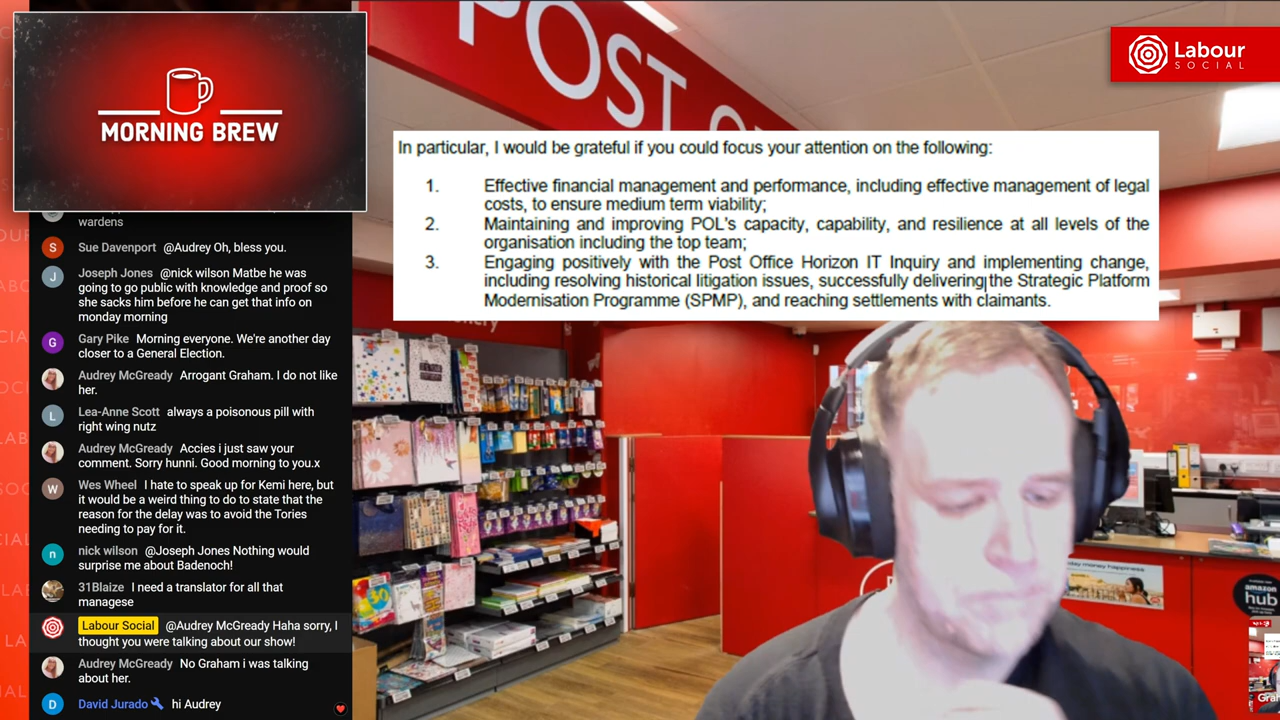 MORNING BREW
wardens
Sue Davenport @Audrey Oh, bless you.
Joseph Jones @nick wilson Matbe he was
going to go public with knowledge and proof so
she sacks him before he can get that info on
monday morning
Gary Pike Morning everyone. We're another day
closer to a General Election.
Audrey McGready Arrogant Graham. I do not like
her.
Lea-Anne Scott always a poisonous pill with
right wing nutz
Audrey McGready Accies i just saw your
comment. Sorry hunni. Good morning to you.x
Wes Wheel I hate to speak up for Kemi here, but
it would be a weird thing to do to state that the
reason for the delay was to avoid the Tories
needing to pay for it.
nick wilson @Joseph Jones Nothing would
surprise me about Badenoch!
31Blaize I need a translator for all that
managese
Labour Social @Audrey McGready Haha sorry, I
thought you were talking about our show!
Audrey McGready No Graham i was talking
about her.
David Jurado hi Audrey
POST
Labour
SOCIAL
In particular, I would be grateful if you could focus your attention on the following:
1. Effective financial management and performance, including effective management of legal
costs, to ensure medium term viability;
2. Maintaining and improving POL's capacity, capability, and resilience at all levels of the
organisation including the top team;
3. Engaging positively with the Post Office Horizon IT Inquiry and implementing change,
including resolving historical litigation issues, successfully delivering the Strategic Platform
Modernisation Programme (SPMP), and reaching settlements with claimants.
amazon
hub